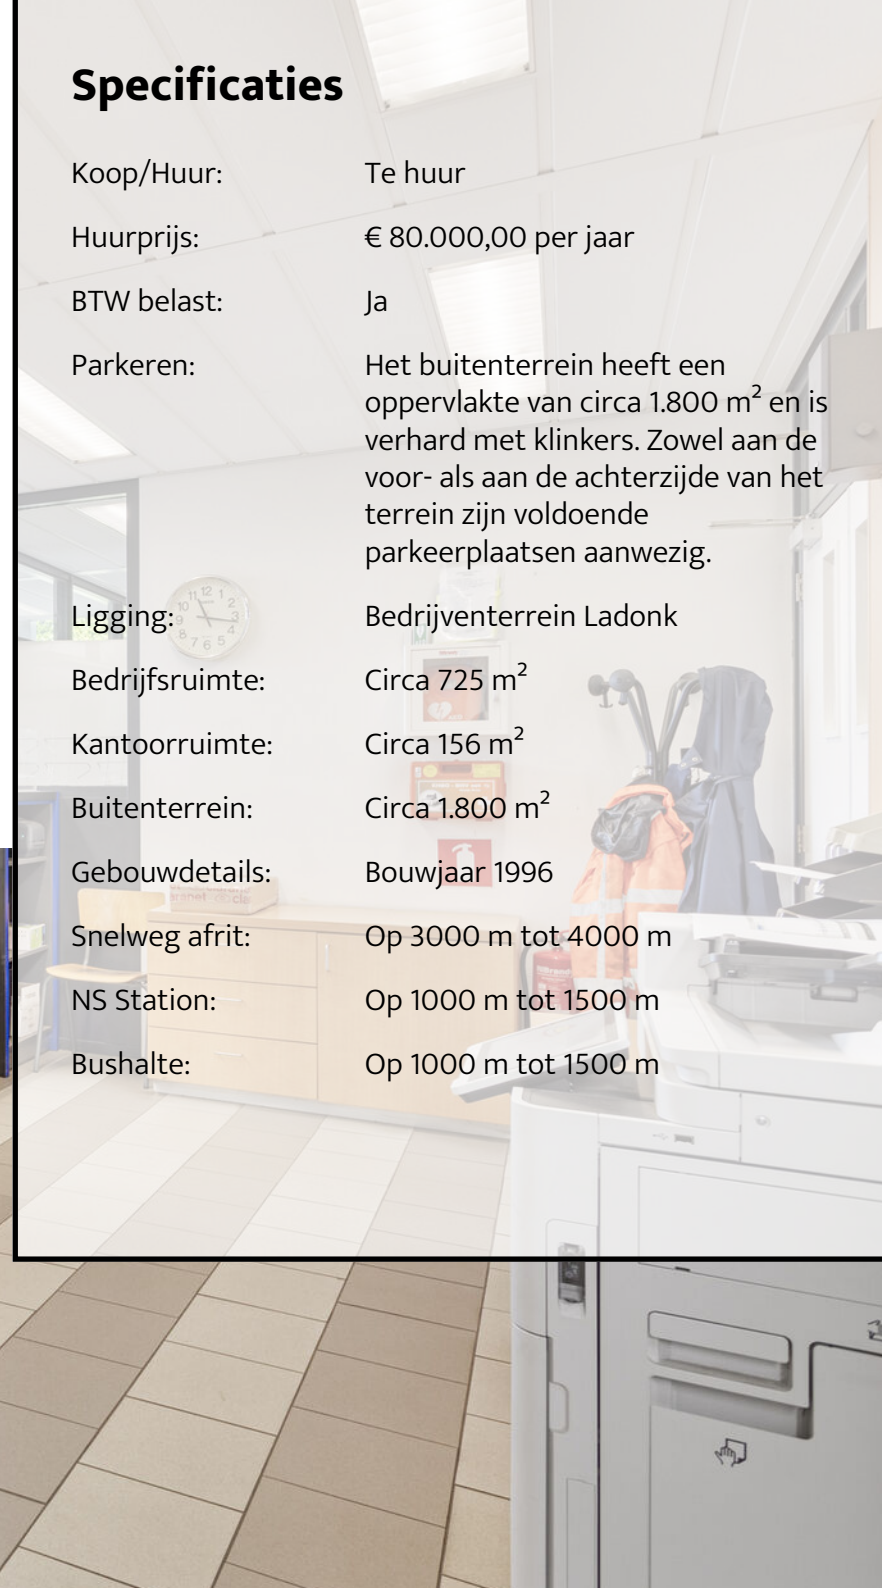 Specificaties
Koop/Huur: Te huur
Huurprijs: € 80.000,00 per jaar
BTW belast: Ja
Parkeren: Het buitenterrein heeft een
oppervlakte van circa 1.800 m² en is
verhard met klinkers. Zowel aan de
voor- als aan de achterzijde van het
terrein zijn voldoende
parkeerplaatsen aanwezig.
Ligging: Bedrijventerrein Ladonk
Bedrijfsruimte: Circa 725 m²
Kantoorruimte: Circa 156 m²
Buitenterrein: Circa 1.800 m²
Gebouwdetails: Bouwjaar 1996
Snelweg afrit: Op 3000 m tot 4000 m
NS Station: Op 1000 m tot 1500 m
Bushalte: Op 1000 m tot 1500 m